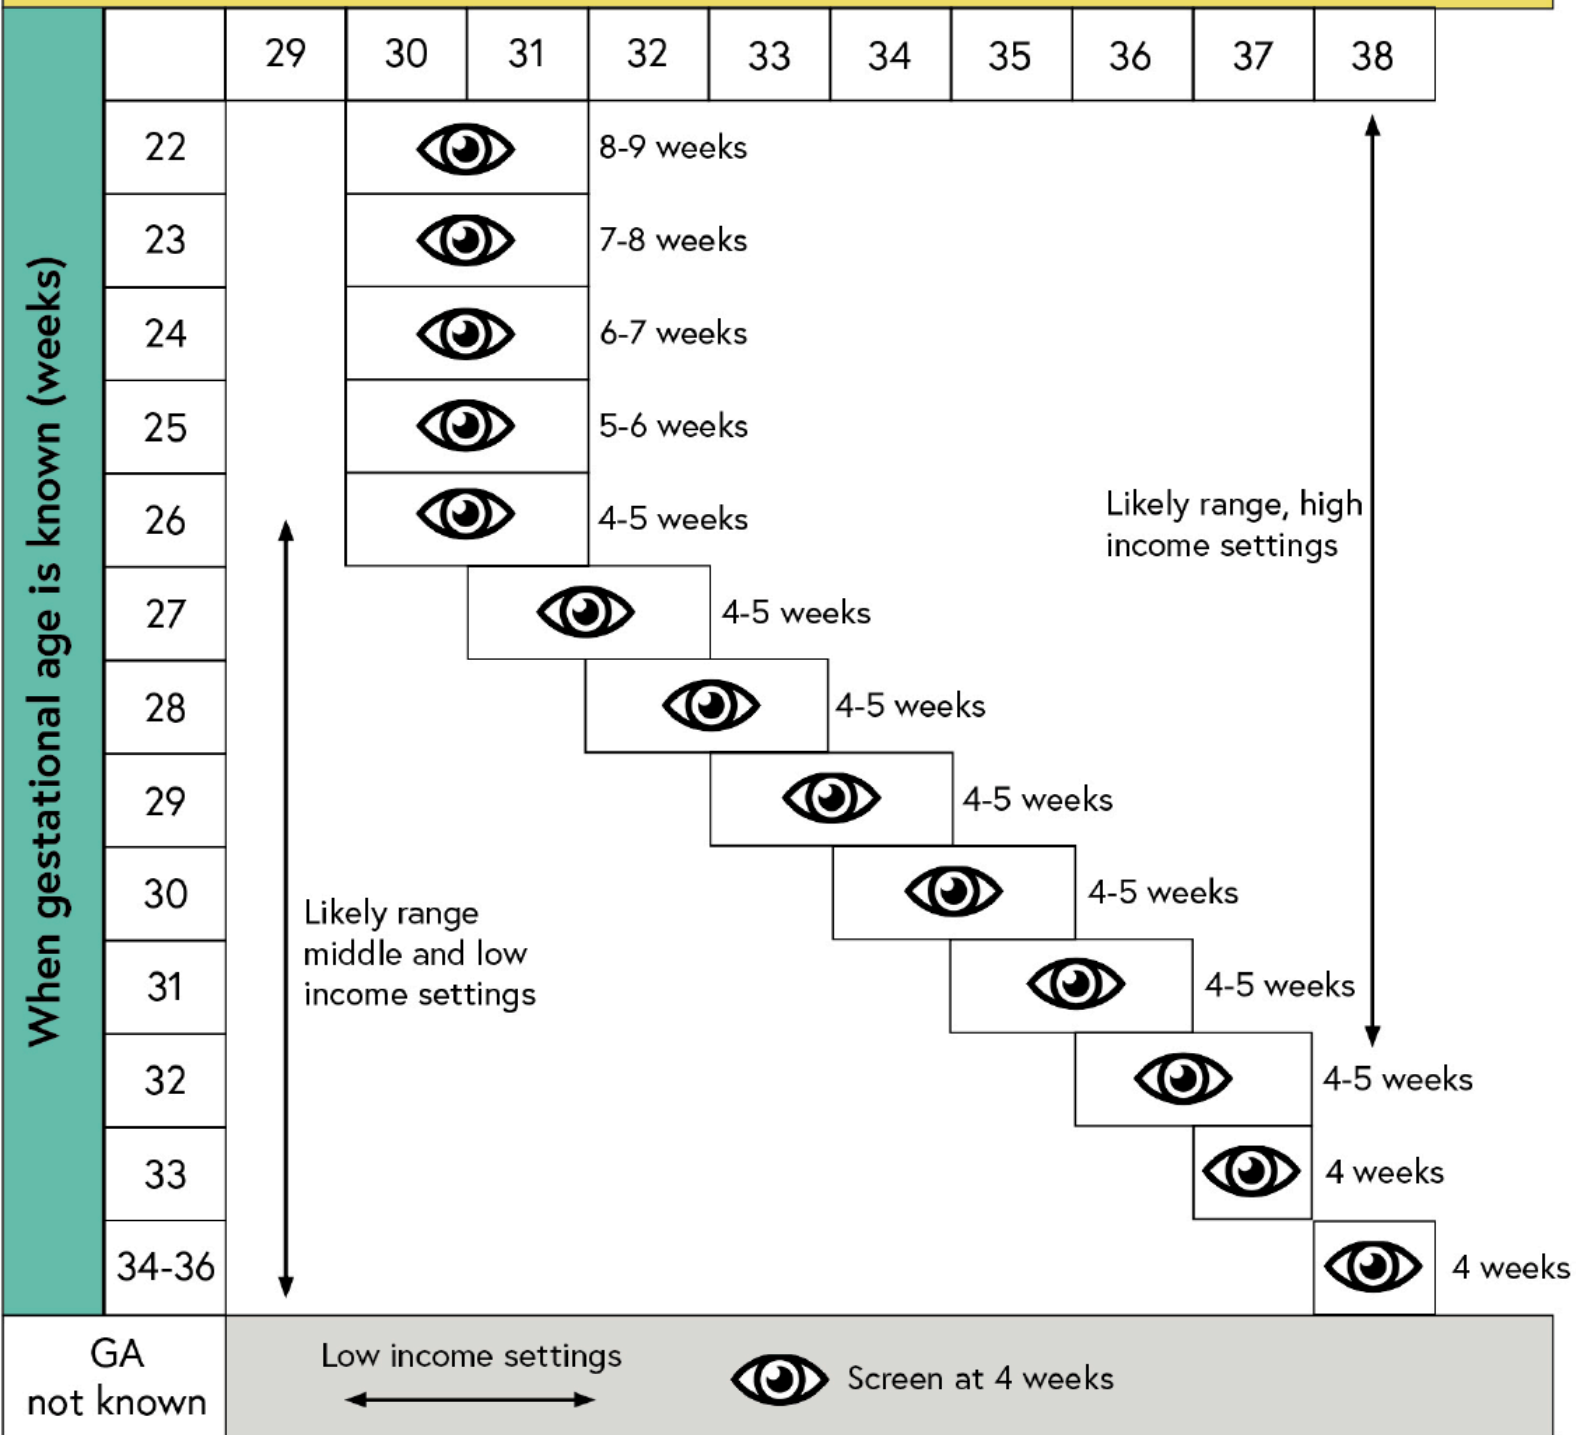 29 30 31 32 33 34 35 36 37 38
When gestational age is known (weeks)
22 8-9 weeks
23 7-8 weeks
24 6-7 weeks
25 5-6 weeks
26 4-5 weeks
Likely range, high
income settings
27 4-5 weeks
28 4-5 weeks
29 4-5 weeks
30 4-5 weeks
Likely range
middle and low
income settings
31 4-5 weeks
32 4-5 weeks
33 4 weeks
34-36 4 weeks
GA
not known
Low income settings
Screen at 4 weeks